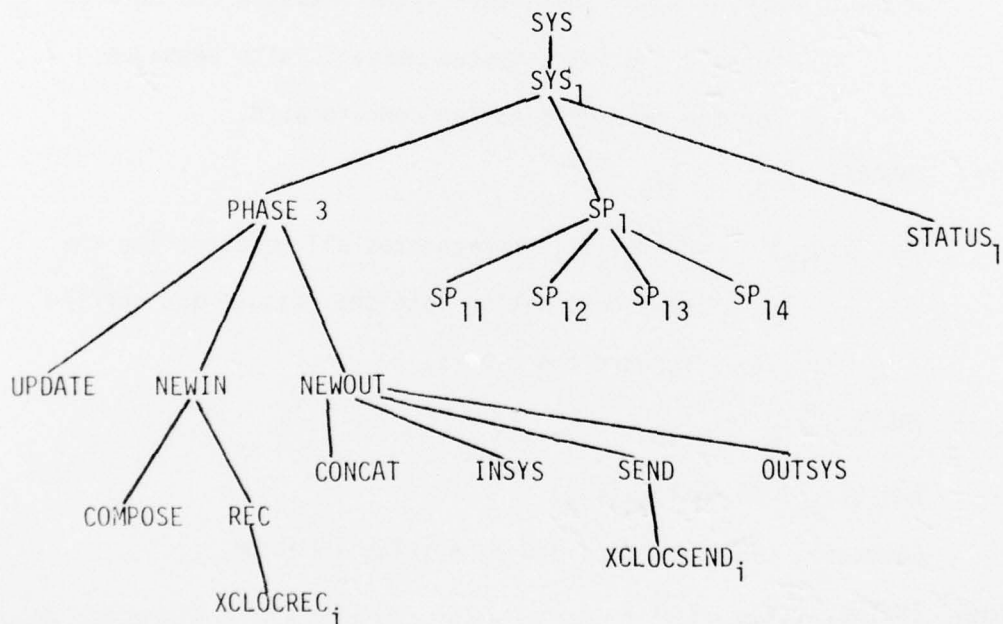 SYS
SYS₁
PHASE 3
SP₁
STATUS₁
SP₁₁ SP₁₂ SP₁₃ SP₁₄
UPDATE NEWIN NEWOUT
CONCAT INSYS SEND OUTSYS
COMPOSE REC
XCLOCSENDᵢ
XCLOCRECᵢ